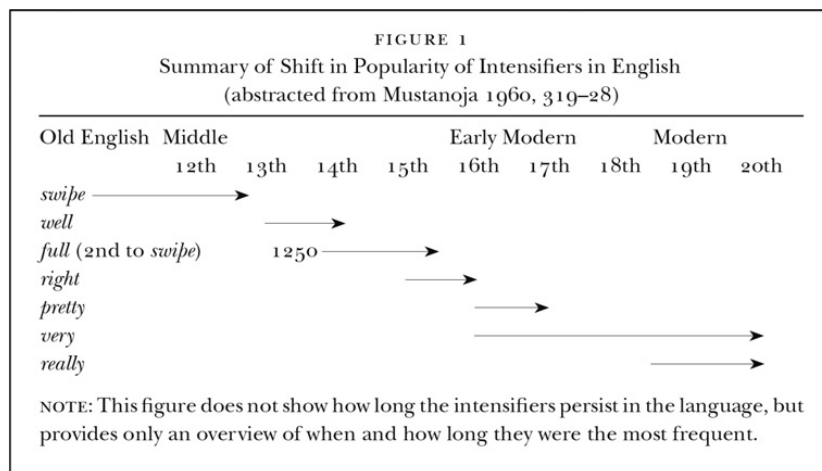 FIGURE 1
Summary of Shift in Popularity of Intensifiers in English
(abstracted from Mustanoja 1960, 319–28)
Old English Middle Early Modern Modern
12th 13th 14th 15th 16th 17th 18th 19th 20th
swiþe
well
full (2nd to swiþe) 1250
right
pretty
very
really
NOTE: This figure does not show how long the intensifiers persist in the language, but
provides only an overview of when and how long they were the most frequent.